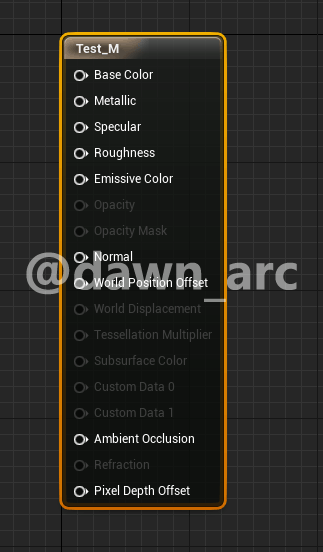 Test_M
Base Color
Metallic
Specular
Roughness
Emissive Color
Opacity
Opacity Mask
Normal
@dawn_arc
World Position Offset
World Displacement
Tessellation Multiplier
Subsurface Color
Custom Data 0
Custom Data 1
Ambient Occlusion
Refraction
Pixel Depth Offset